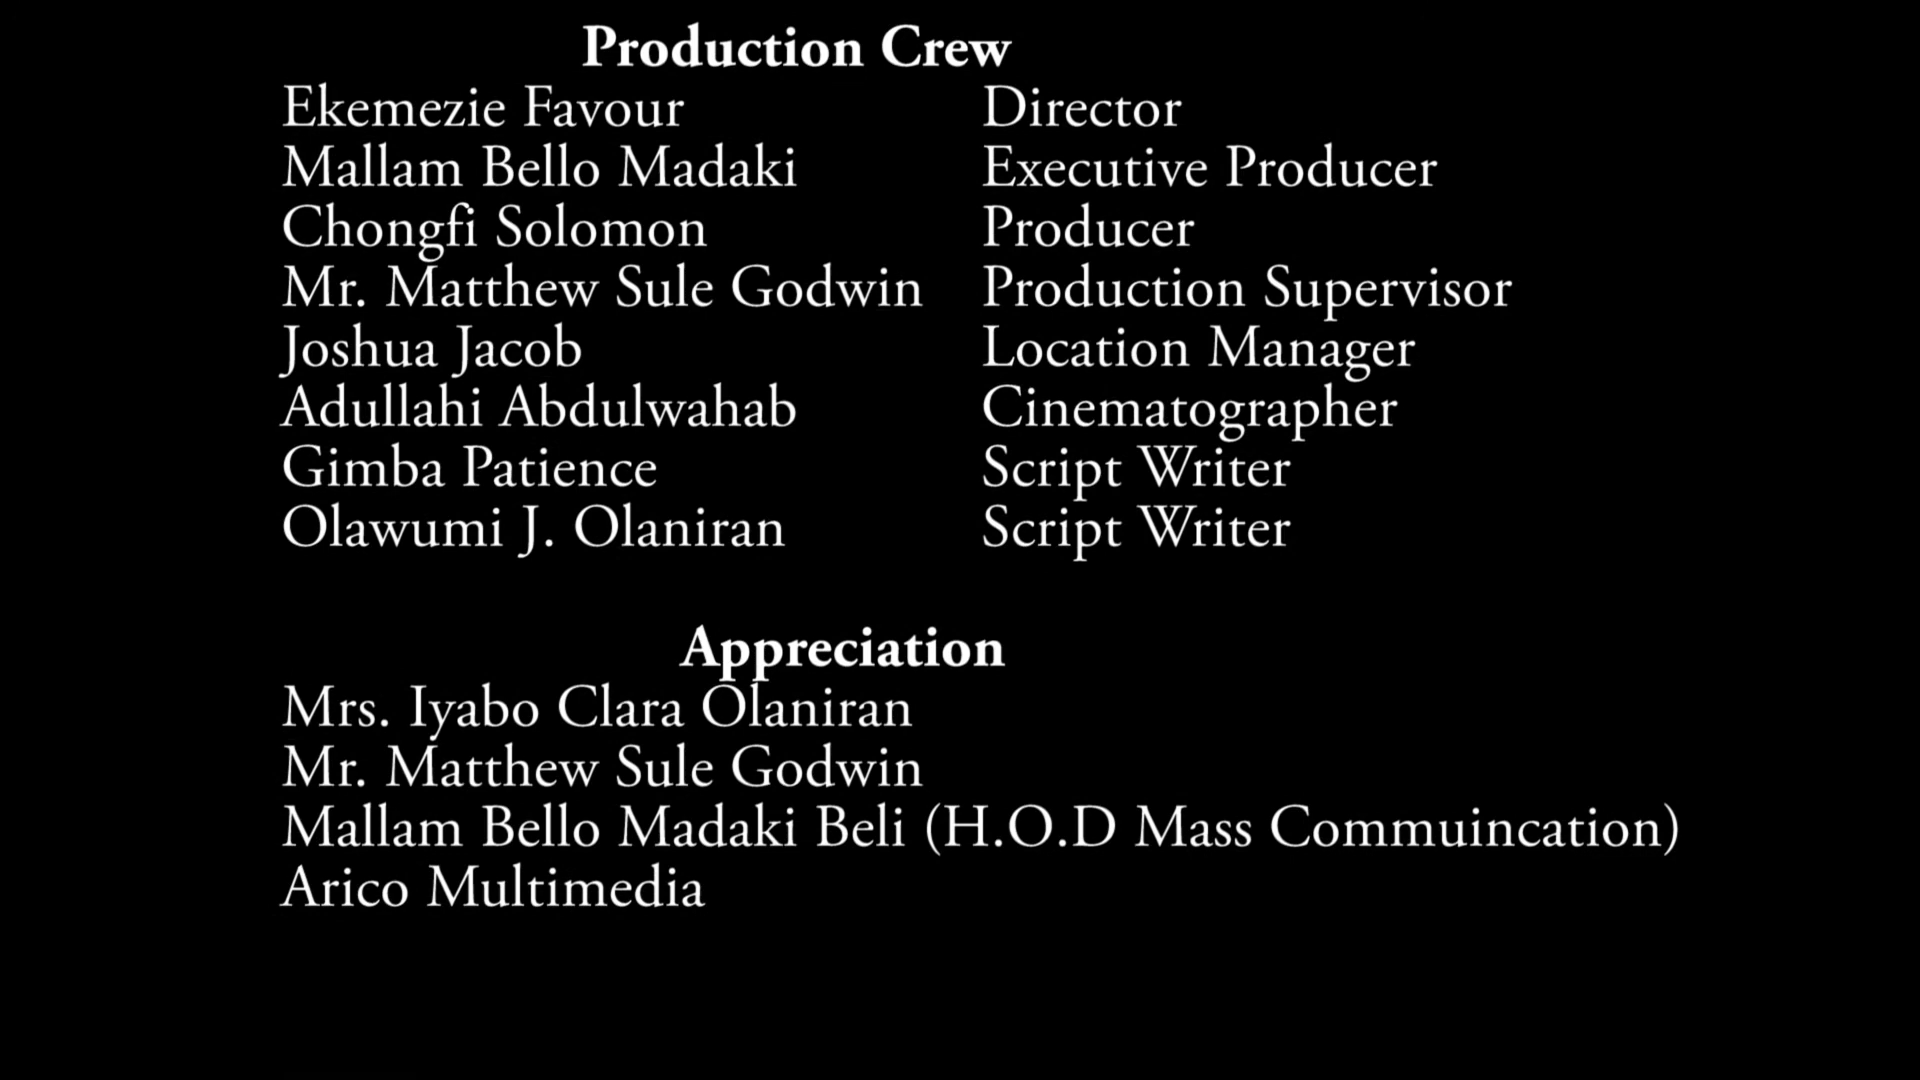 Production Crew
Ekemezie Favour Director
Mallam Bello Madaki Executive Producer
Chongfi Solomon Producer
Mr. Matthew Sule Godwin Production Supervisor
Joshua Jacob Location Manager
Adullahi Abdulwahab Cinematographer
Gimba Patience Script Writer
Olawumi J. Olaniran Script Writer
Appreciation
Mrs. Iyabo Clara Olaniran
Mr. Matthew Sule Godwin
Mallam Bello Madaki Beli (H.O.D Mass Commuincation)
Arico Multimedia